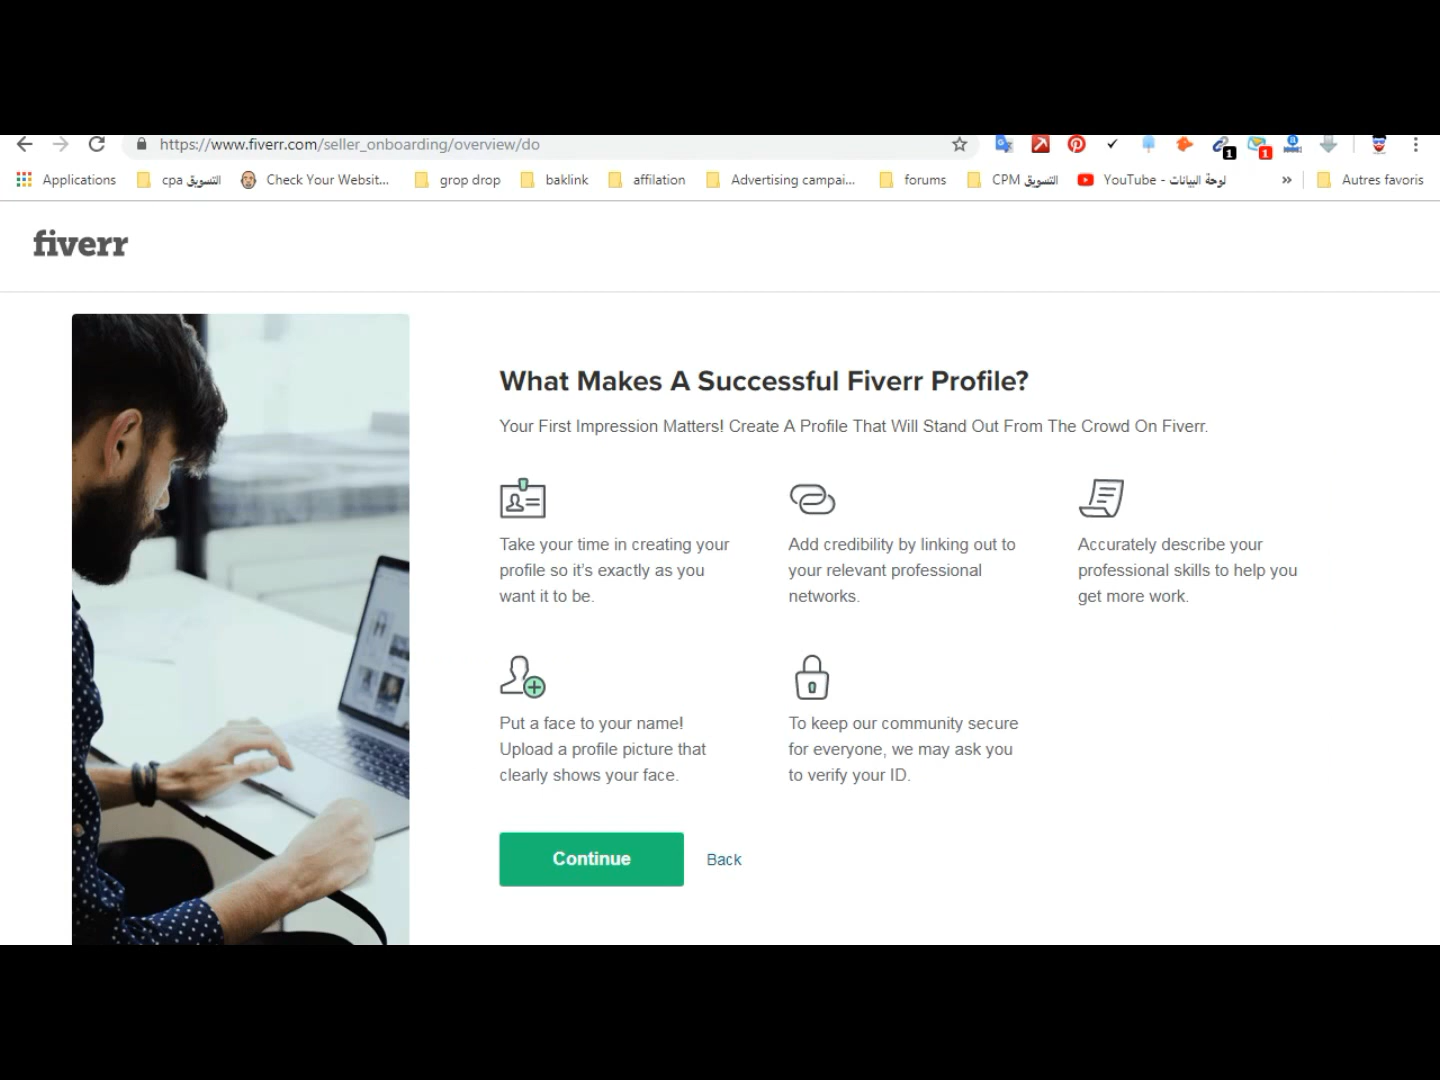 https://www.fiverr.com/seller_onboarding/overview/do
1 1
Applications cpa التسويق Check Your Websit... grop drop baklink affilation Advertising campai... forums CPM التسويق YouTube - لوحة البيانات » Autres favoris
fiverr
What Makes A Successful Fiverr Profile?
Your First Impression Matters! Create A Profile That Will Stand Out From The Crowd On Fiverr.
Take your time in creating your
profile so it's exactly as you
want it to be.
Add credibility by linking out to
your relevant professional
networks.
Accurately describe your
professional skills to help you
get more work.
Put a face to your name!
Upload a profile picture that
clearly shows your face.
To keep our community secure
for everyone, we may ask you
to verify your ID.
Continue Back